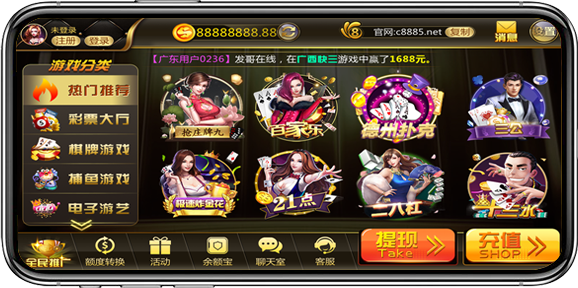 未登录
注册 登录
88888888.88
官网:c8885.net 复制
消息
设置
【广东用户0236】发哥在线，在广西快三游戏中赢了1688元。
游戏分类
热门推荐
彩票大厅
棋牌游戏
捕鱼游戏
电子游艺
抢庄牌九
百家乐
德州扑克
三公
极速炸金花
21点
二八杠
十三水
全民推广
额度转换
活动
余额宝
聊天室
客服
提现
Take
充值
SHOP